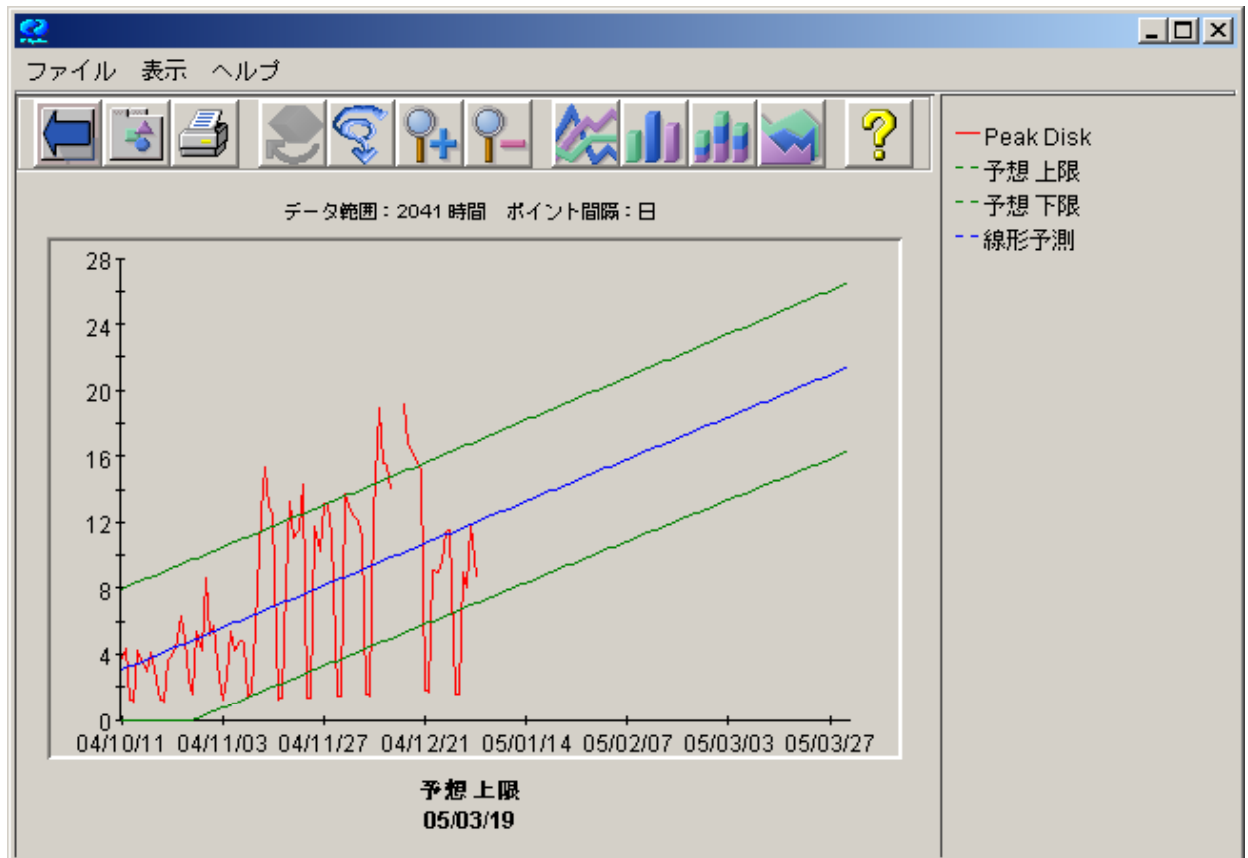 ファイル 表示 ヘルプ
データ範囲：2041 時間 ポイント間隔：日
28
24
20
16
12
8
4
0
04/10/11 04/11/03 04/11/27 04/12/21 05/01/14 05/02/07 05/03/03 05/03/27
予想 上限
05/03/19
Peak Disk
予想 上限
予想 下限
線形予測